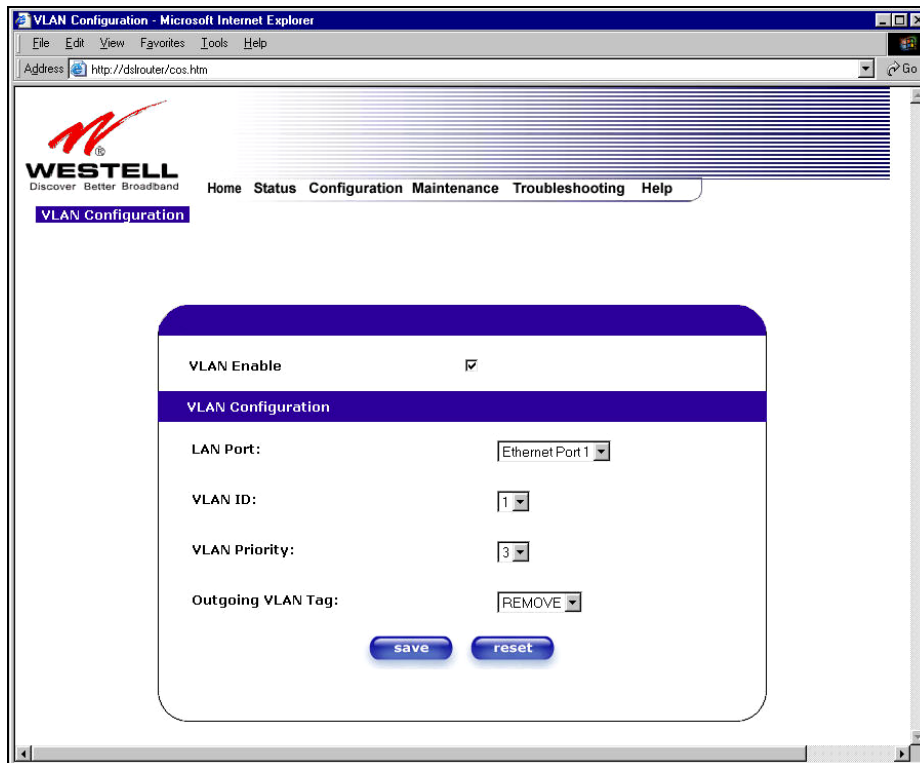 VLAN Configuration - Microsoft Internet Explorer
File Edit View Favorites Tools Help
Address http://dslrouter/cos.htm Go
®
WESTELL
Discover Better Broadband
Home Status Configuration Maintenance Troubleshooting Help
VLAN Configuration
VLAN Enable
VLAN Configuration
LAN Port: Ethernet Port 1
VLAN ID: 1
VLAN Priority: 3
Outgoing VLAN Tag: REMOVE
save reset